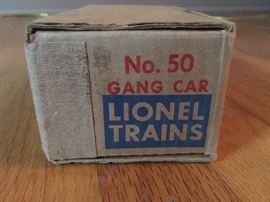 No. 50
GANG CAR
LIONEL
TRAINS